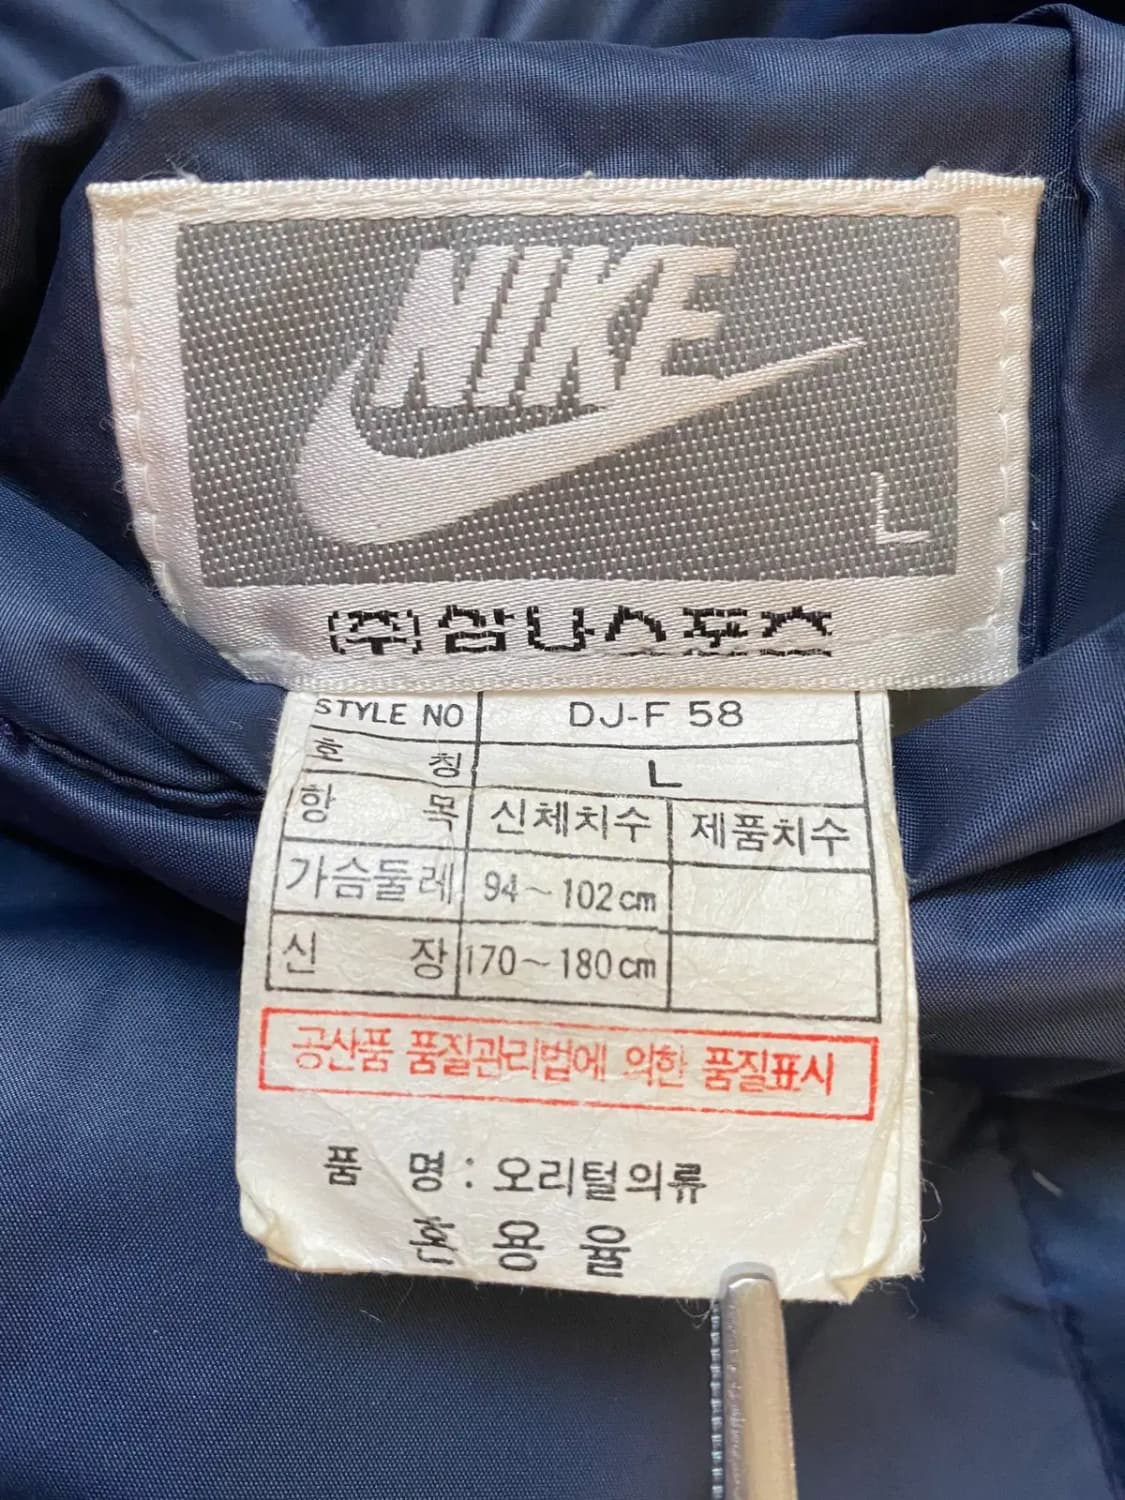 NIKE
L
(주)삼나스포츠
STYLE NO DJ-F 58
호 칭 L
항 목 신체치수 제품치수
가슴둘레 94~102cm
신 장 170~180cm
공산품 품질관리법에 의한 품질표시
품 명 : 오리털의류
혼 용 율